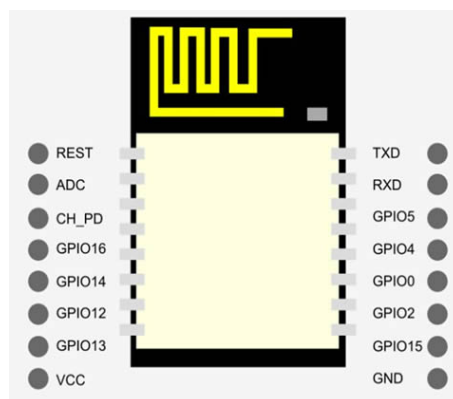 REST
ADC
CH_PD
GPIO16
GPIO14
GPIO12
GPIO13
VCC
TXD
RXD
GPIO5
GPIO4
GPIO0
GPIO2
GPIO15
GND